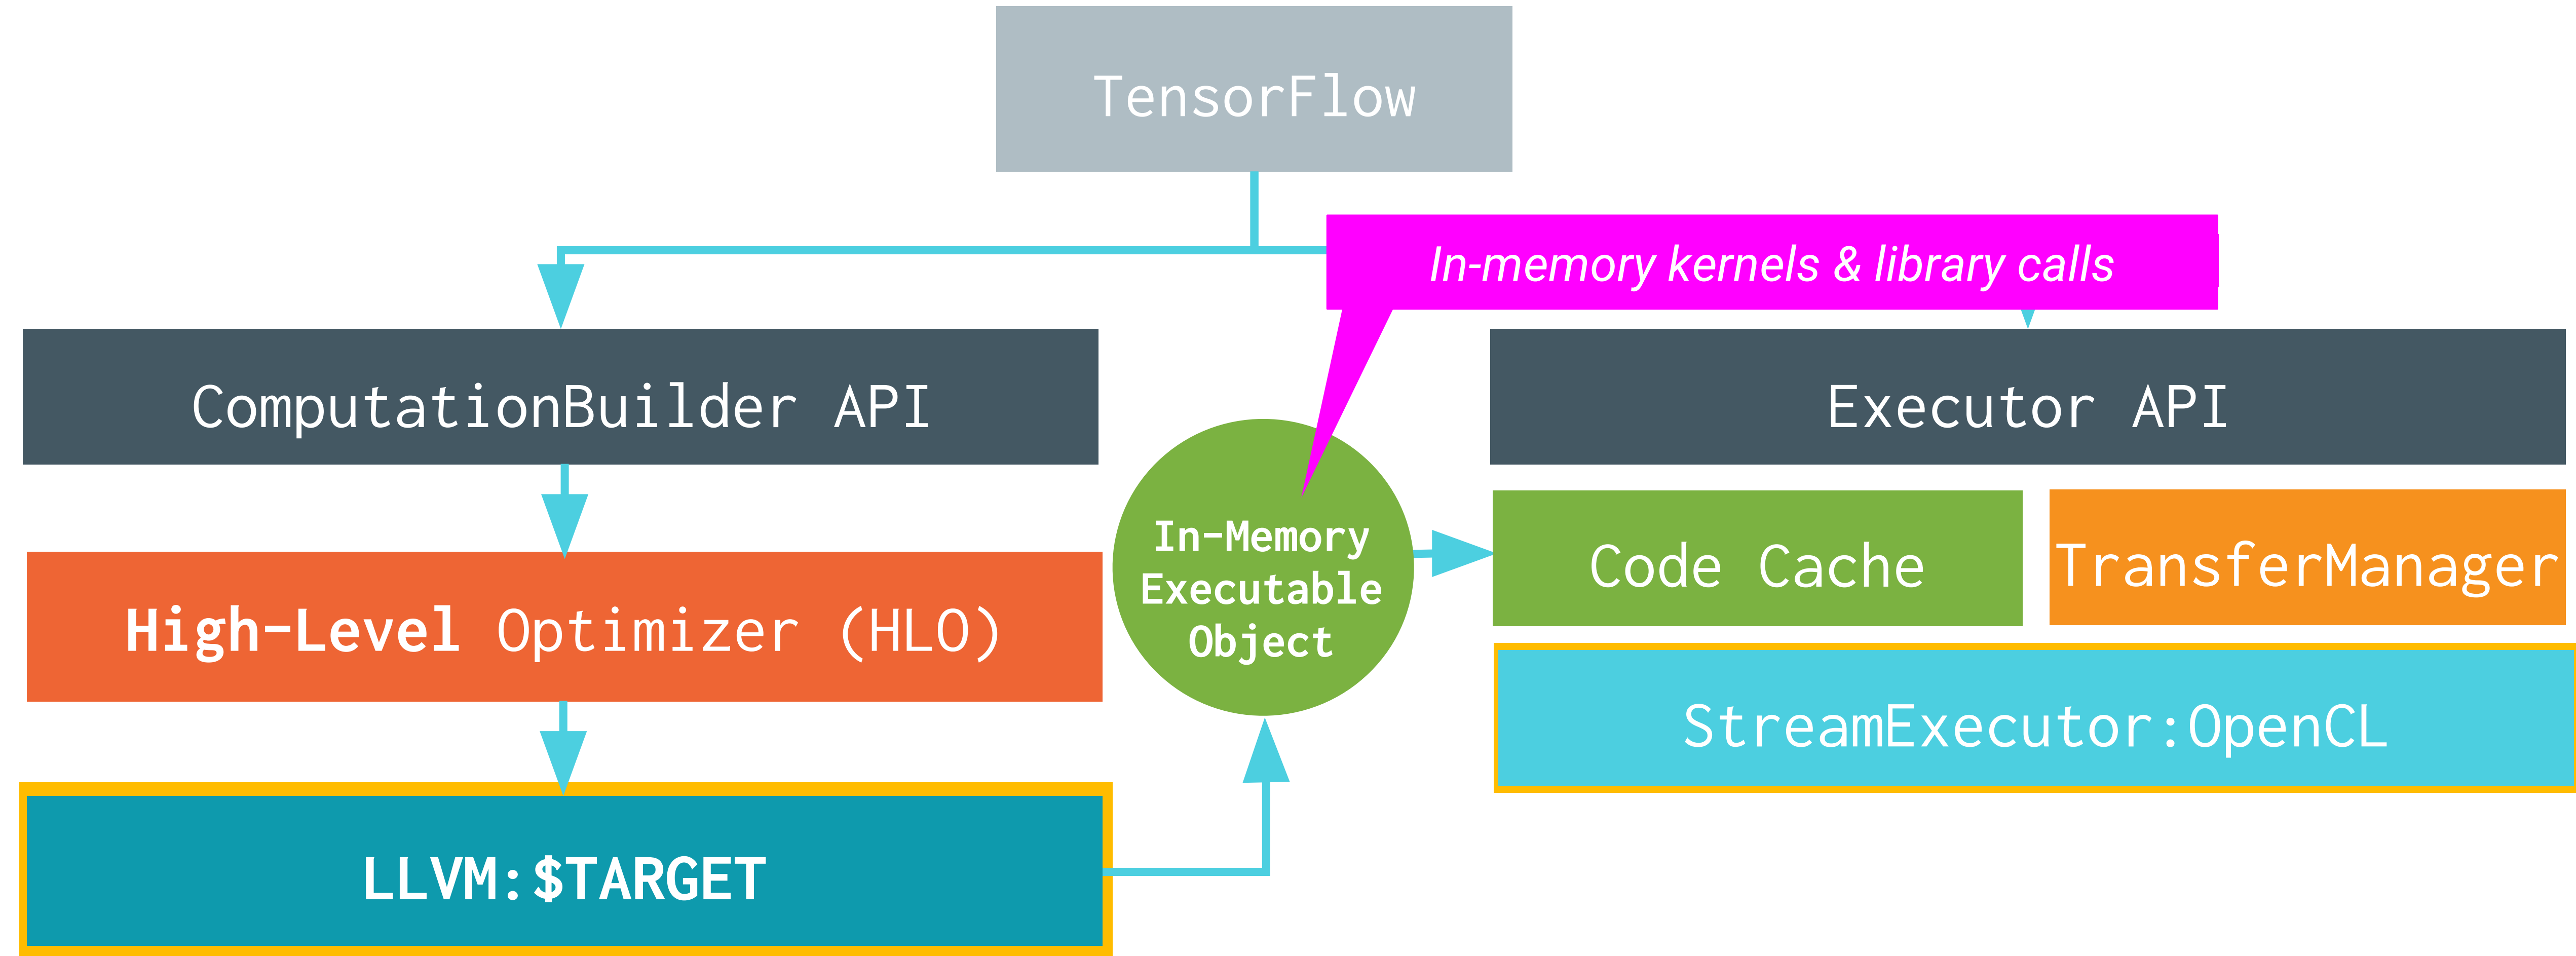 TensorFlow
In-memory kernels & library calls
ComputationBuilder API
Executor API
In-Memory
Executable
Object
Code Cache
TransferManager
High-Level Optimizer (HLO)
StreamExecutor:OpenCL
LLVM:$TARGET